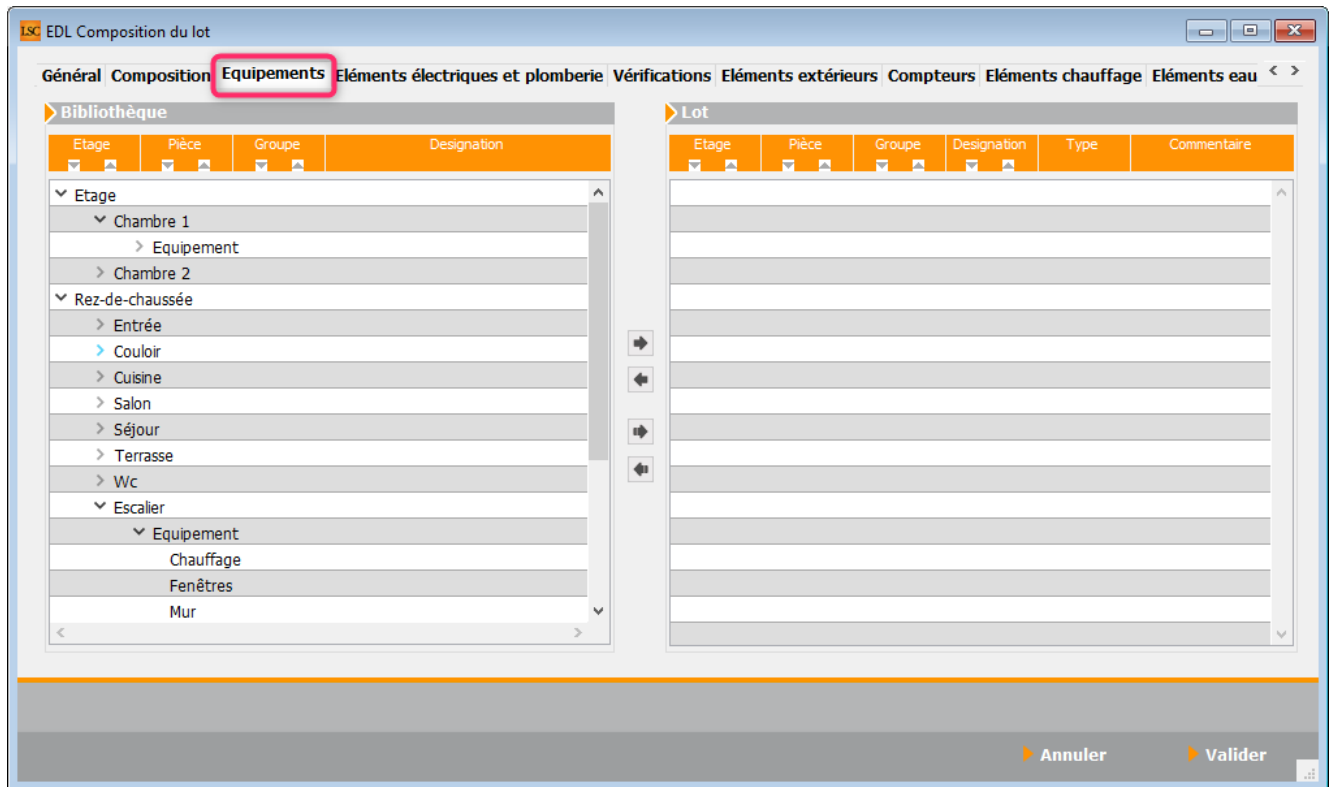 LSC EDL Composition du lot
Général Composition Equipements Eléments électriques et plomberie Vérifications Eléments extérieurs Compteurs Eléments chauffage Eléments eau
Bibliothèque
Etage Pièce Groupe Designation
Etage
Chambre 1
Equipement
Chambre 2
Rez-de-chaussée
Entrée
Couloir
Cuisine
Salon
Séjour
Terrasse
Wc
Escalier
Equipement
Chauffage
Fenêtres
Mur
Lot
Etage Pièce Groupe Designation Type Commentaire
Annuler Valider